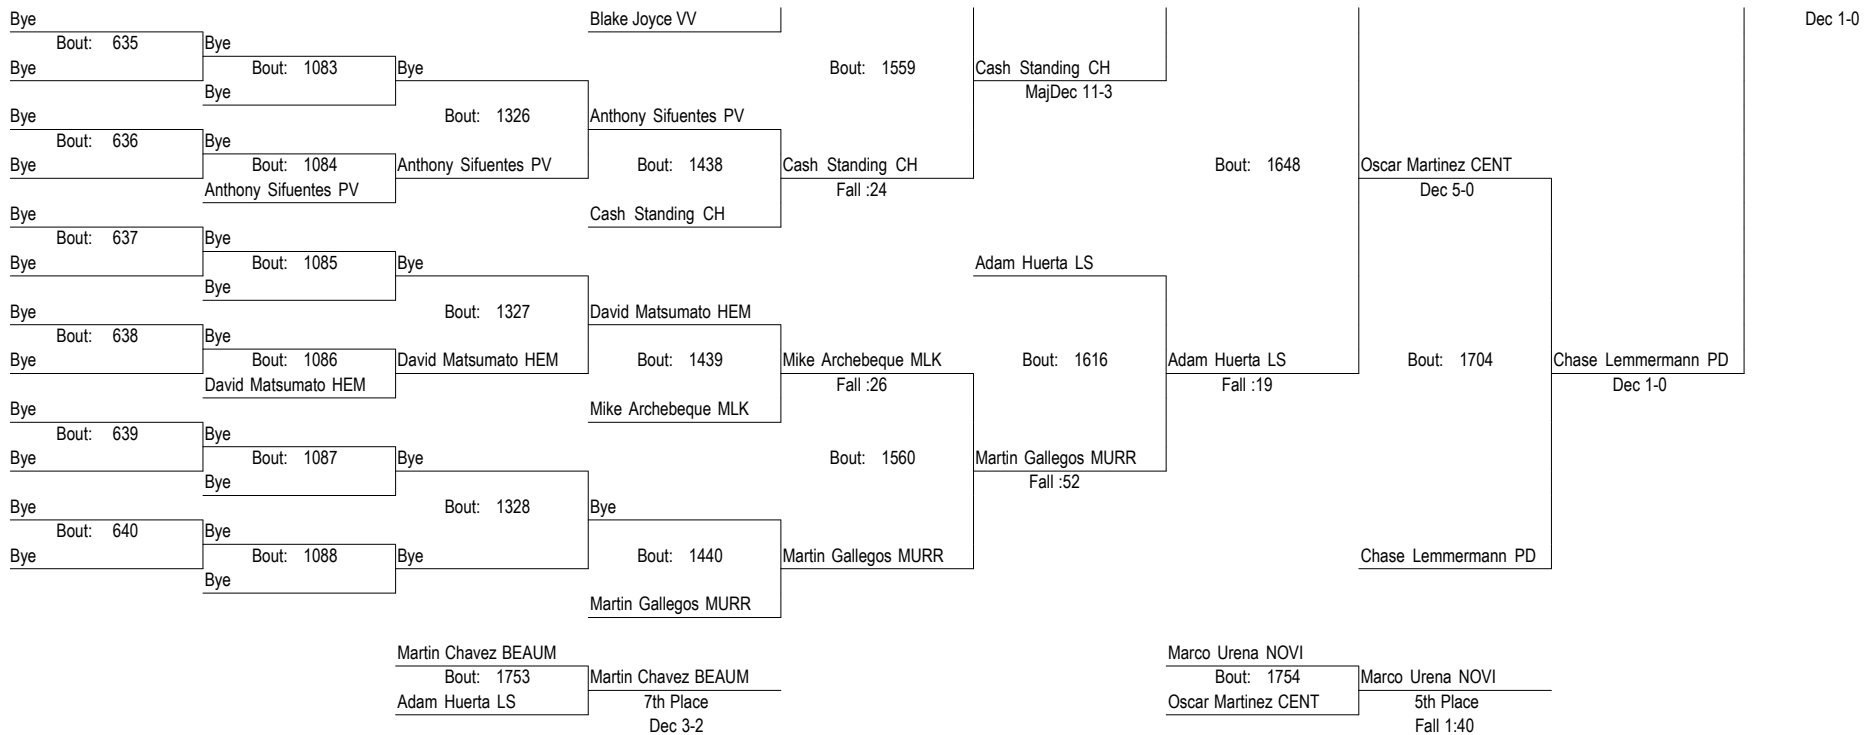 Bye Blake Joyce VV Dec 1-0
Bout: 635 Bye
Bye Bout: 1083 Bye Bout: 1559 Cash Standing CH
Bye MajDec 11-3
Bye Bout: 1326 Anthony Sifuentes PV
Bout: 636 Bye
Bye Bout: 1084 Anthony Sifuentes PV Bout: 1438 Cash Standing CH Bout: 1648 Oscar Martinez CENT
Anthony Sifuentes PV Fall :24 Dec 5-0
Bye Cash Standing CH
Bout: 637 Bye
Bye Bout: 1085 Bye Adam Huerta LS
Bye
Bye Bout: 1327 David Matsumato HEM
Bout: 638 Bye
Bye Bout: 1086 David Matsumato HEM Bout: 1439 Mike Archebeque MLK Bout: 1616 Adam Huerta LS Bout: 1704 Chase Lemmermann PD
David Matsumato HEM Fall :26 Fall :19 Dec 1-0
Bye Mike Archebeque MLK
Bout: 639 Bye
Bye Bout: 1087 Bye Bout: 1560 Martin Gallegos MURR
Bye Fall :52
Bye Bout: 1328 Bye
Bout: 640 Bye
Bye Bout: 1088 Bye Bout: 1440 Martin Gallegos MURR Chase Lemmermann PD
Bye
Martin Gallegos MURR
Martin Chavez BEAUM Marco Urena NOVI
Bout: 1753 Martin Chavez BEAUM Bout: 1754 Marco Urena NOVI
Adam Huerta LS 7th Place Oscar Martinez CENT 5th Place
Dec 3-2 Fall 1:40